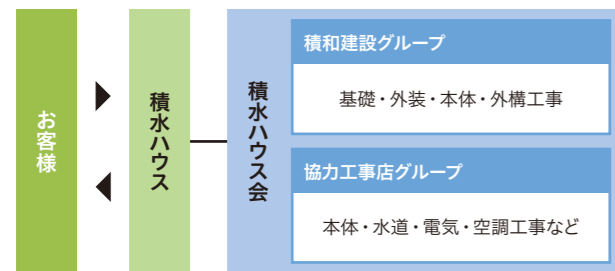 お客様
積水ハウス
積水ハウス会
積和建設グループ
基礎・外装・本体・外構工事
協力工事店グループ
本体・水道・電気・空調工事など